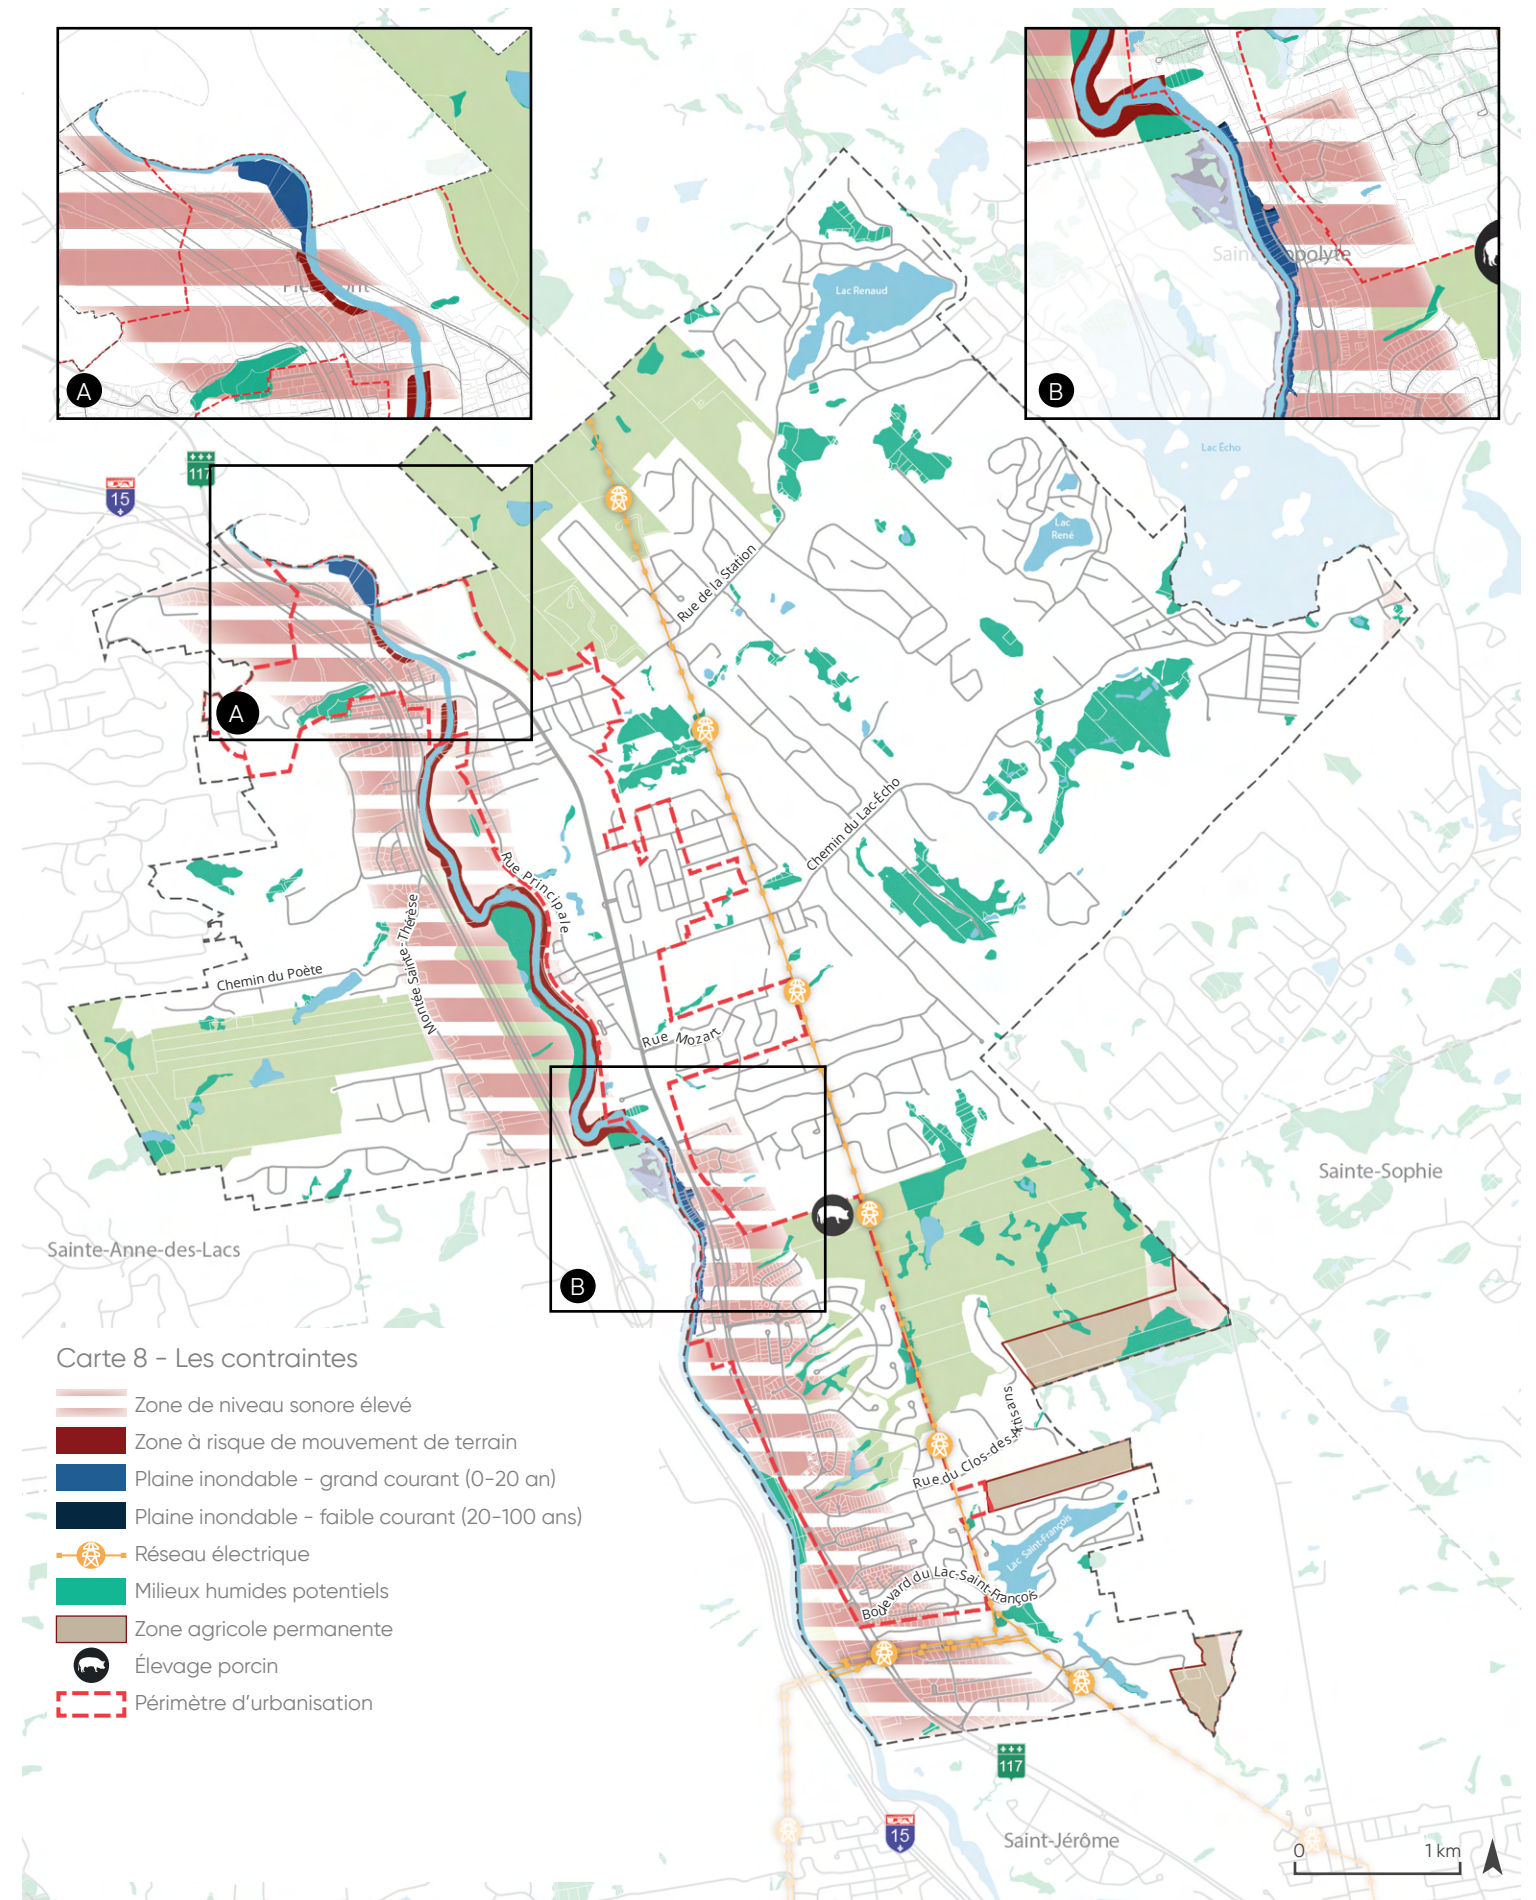 Piedmont
A
Saint-Hippolyte
B
Lac Renaud
Lac Écho
117
15
Lac
René
Rue de la Station
A
Chemin du Lac-Écho
Rue Principale
Montée Sainte-Thérèse
Chemin du Poète
Rue Mozart
Sainte-Sophie
Sainte-Anne-des-Lacs
B
Carte 8 - Les contraintes
Zone de niveau sonore élevé
Zone à risque de mouvement de terrain
Plaine inondable - grand courant (0-20 an)
Plaine inondable - faible courant (20-100 ans)
Réseau électrique
Milieux humides potentiels
Zone agricole permanente
Élevage porcin
Périmètre d'urbanisation
Rue du Clos-des-Artisans
Lac Saint-François
Boulevard du Lac-Saint-François
117
15
Saint-Jérôme
0 1 km